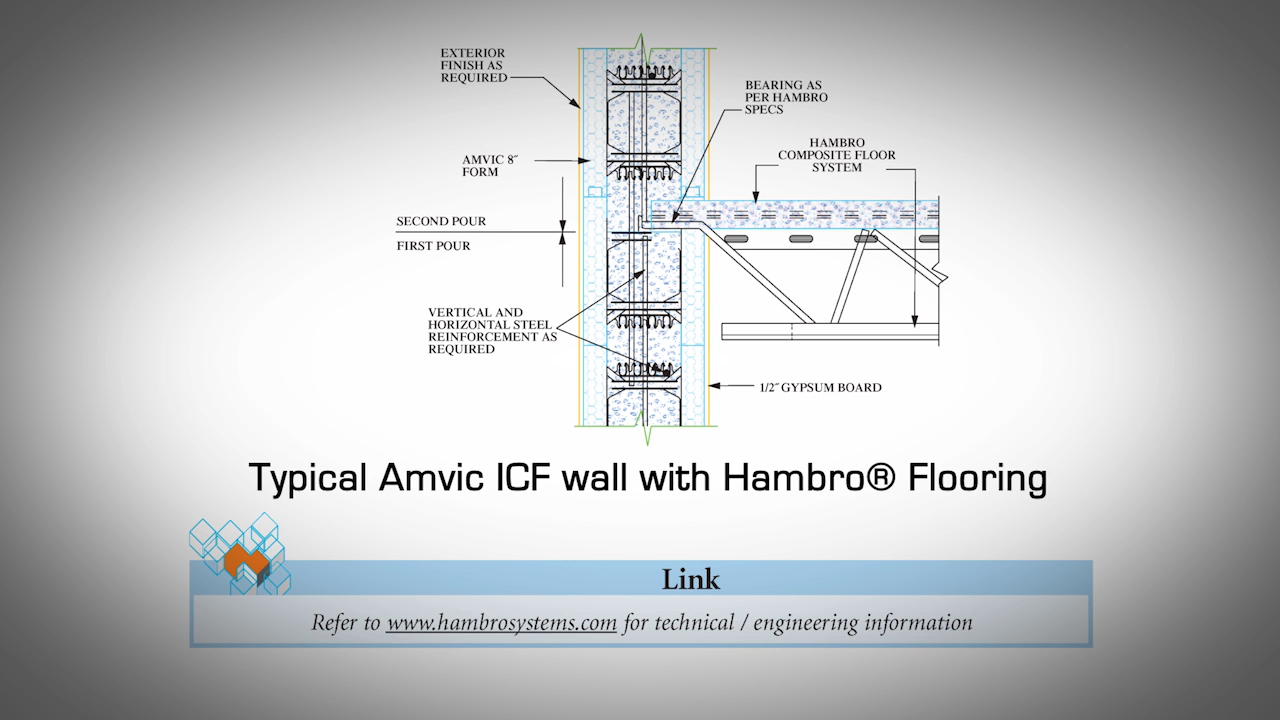 EXTERIOR
FINISH AS
REQUIRED
BEARING AS
PER HAMBRO
SPECS
HAMBRO
COMPOSITE FLOOR
SYSTEM
AMVIC 8″
FORM
SECOND POUR
FIRST POUR
VERTICAL AND
HORIZONTAL STEEL
REINFORCEMENT AS
REQUIRED
1/2″ GYPSUM BOARD
Typical Amvic ICF wall with Hambro® Flooring
Link
Refer to www.hambrosystems.com for technical / engineering information